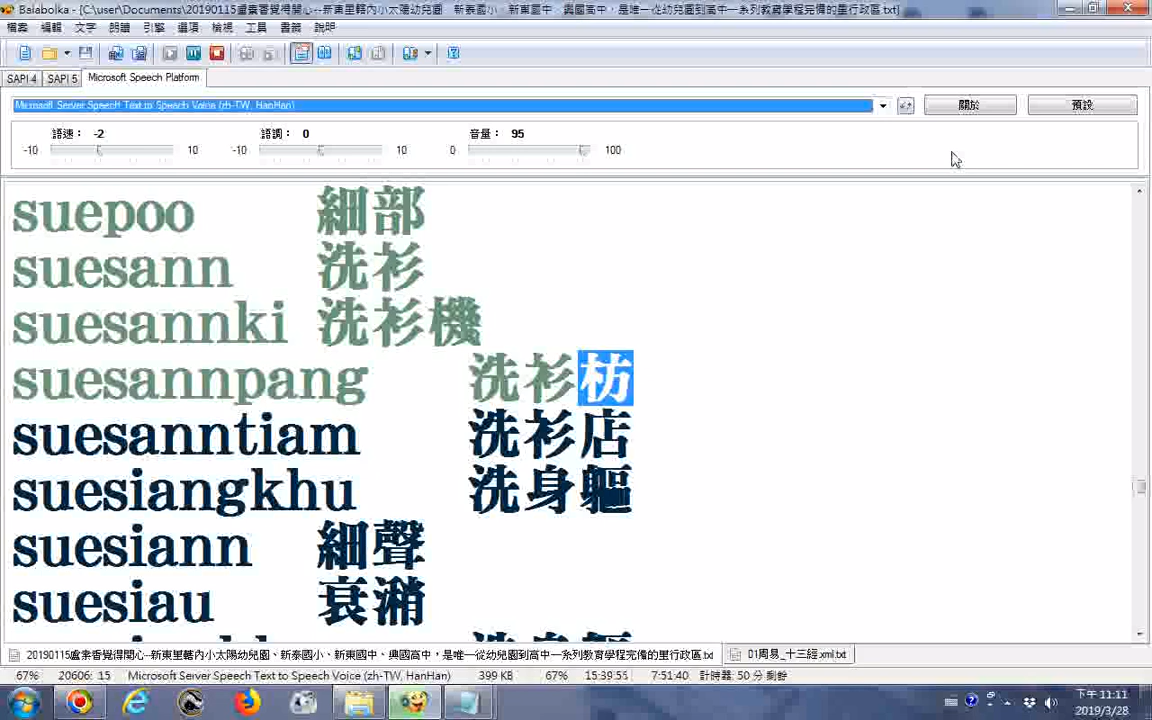 Balabolka - [C:\user\Documents\20190115盧素香覺得開心--新東里轄內小太陽幼兒園、新泰國小、新東國中、興國高中，是唯一從幼兒園到高中一系列教育學程完備的里行政區.txt]
檔案 編輯 文字 朗讀 引擎 選項 檢視 工具 書籤 說明
SAPI 4 SAPI 5 Microsoft Speech Platform
Microsoft Server Speech Text to Speech Voice (zh-TW, HanHan)
關於 預設
語速： -2 語調： 0 音量： 95
-10 10 -10 10 0 100
suepoo 細部
suesann 洗衫
suesannki 洗衫機
suesannpang 洗衫枋
suesanntiam 洗衫店
suesiangkhu 洗身軀
suesiann 細聲
suesiau 衰潲
20190115盧素香覺得開心--新東里轄內小太陽幼兒園、新泰國小、新東國中、興國高中，是唯一從幼兒園到高中一系列教育學程完備的里行政區.txt 01周易_十三經.xml.txt
67% 20606: 15 Microsoft Server Speech Text to Speech Voice (zh-TW, HanHan) 399 KB 67% 15:39:55 7:51:40 計時器: 50 分 剩餘
下午 11:11
2019/3/28